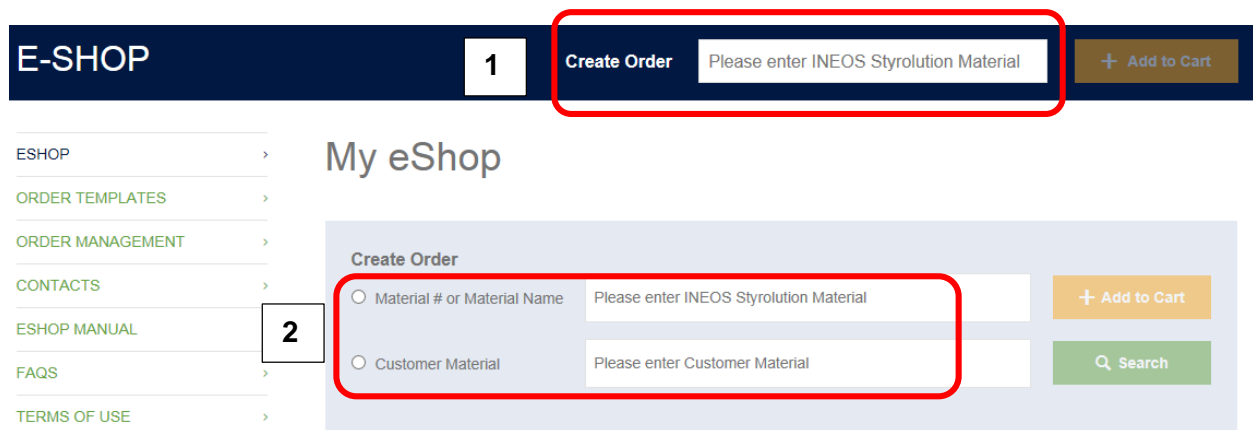 E-SHOP
1
Create Order
Please enter INEOS Styrolution Material
+ Add to Cart
ESHOP
ORDER TEMPLATES
ORDER MANAGEMENT
CONTACTS
ESHOP MANUAL
FAQS
TERMS OF USE
My eShop
Create Order
2
Material # or Material Name
Please enter INEOS Styrolution Material
+ Add to Cart
Customer Material
Please enter Customer Material
Search